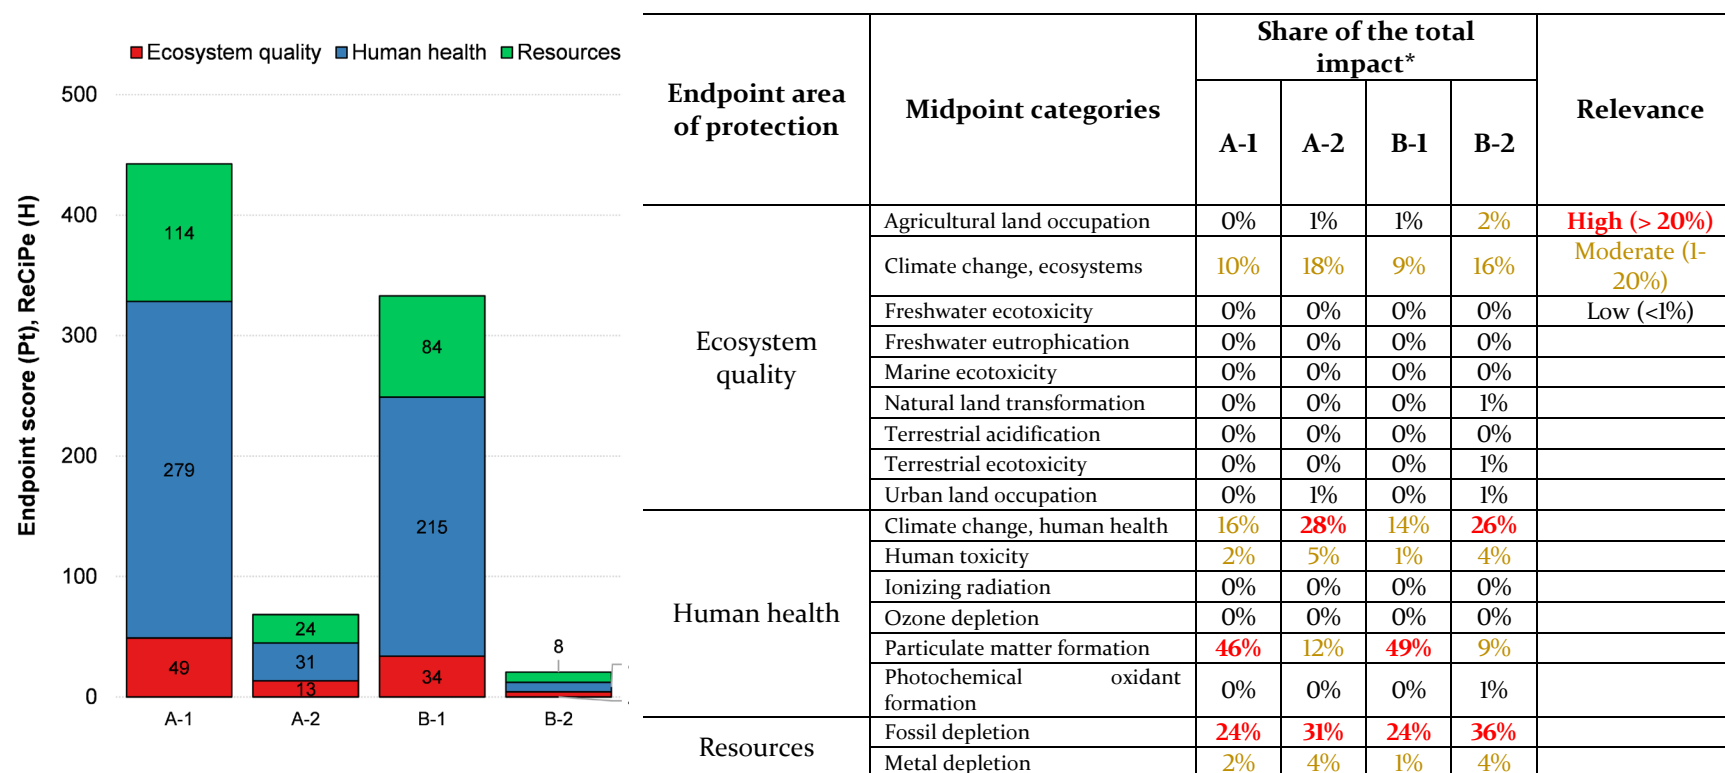 Ecosystem quality Human health Resources
Endpoint score (Pt), ReCiPe (H)
500
400
300
200
100
0
114
279
49
24
31
13
84
215
34
8
A-1 A-2 B-1 B-2
Endpoint area of protection Midpoint categories Share of the total impact* Relevance
A-1 A-2 B-1 B-2
Ecosystem quality
Agricultural land occupation 0% 1% 1% 2% High (> 20%)
Climate change, ecosystems 10% 18% 9% 16% Moderate (1-20%)
Freshwater ecotoxicity 0% 0% 0% 0% Low (<1%)
Freshwater eutrophication 0% 0% 0% 0%
Marine ecotoxicity 0% 0% 0% 0%
Natural land transformation 0% 0% 0% 1%
Terrestrial acidification 0% 0% 0% 0%
Terrestrial ecotoxicity 0% 0% 0% 1%
Urban land occupation 0% 1% 0% 1%
Human health
Climate change, human health 16% 28% 14% 26%
Human toxicity 2% 5% 1% 4%
Ionizing radiation 0% 0% 0% 0%
Ozone depletion 0% 0% 0% 0%
Particulate matter formation 46% 12% 49% 9%
Photochemical oxidant formation 0% 0% 0% 1%
Resources
Fossil depletion 24% 31% 24% 36%
Metal depletion 2% 4% 1% 4%